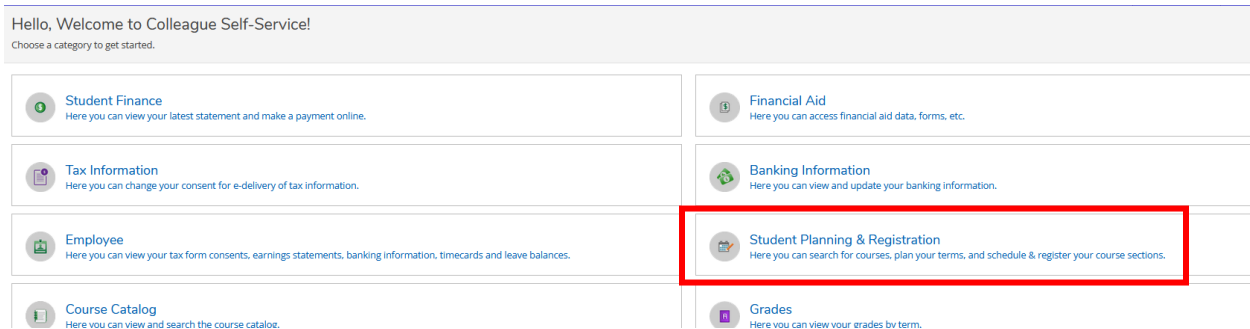 Hello, Welcome to Colleague Self-Service!
Choose a category to get started.
Student Finance
Here you can view your latest statement and make a payment online.
Financial Aid
Here you can access financial aid data, forms, etc.
Tax Information
Here you can change your consent for e-delivery of tax information.
Banking Information
Here you can view and update your banking information.
Employee
Here you can view your tax form consents, earnings statements, banking information, timecards and leave balances.
Student Planning & Registration
Here you can search for courses, plan your terms, and schedule & register your course sections.
Course Catalog
Here you can view and search the course catalog.
Grades
Here you can view your grades by term.